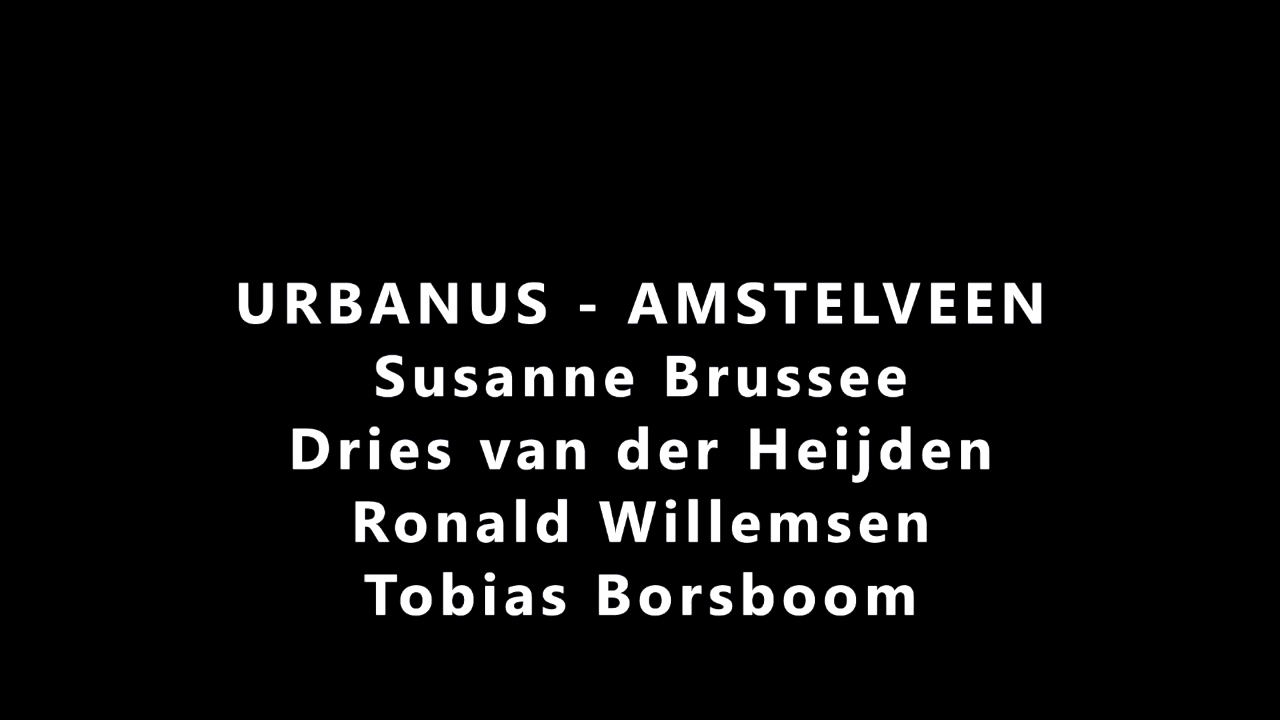 URBANUS - AMSTELVEEN
Susanne Brussee
Dries van der Heijden
Ronald Willemsen
Tobias Borsboom